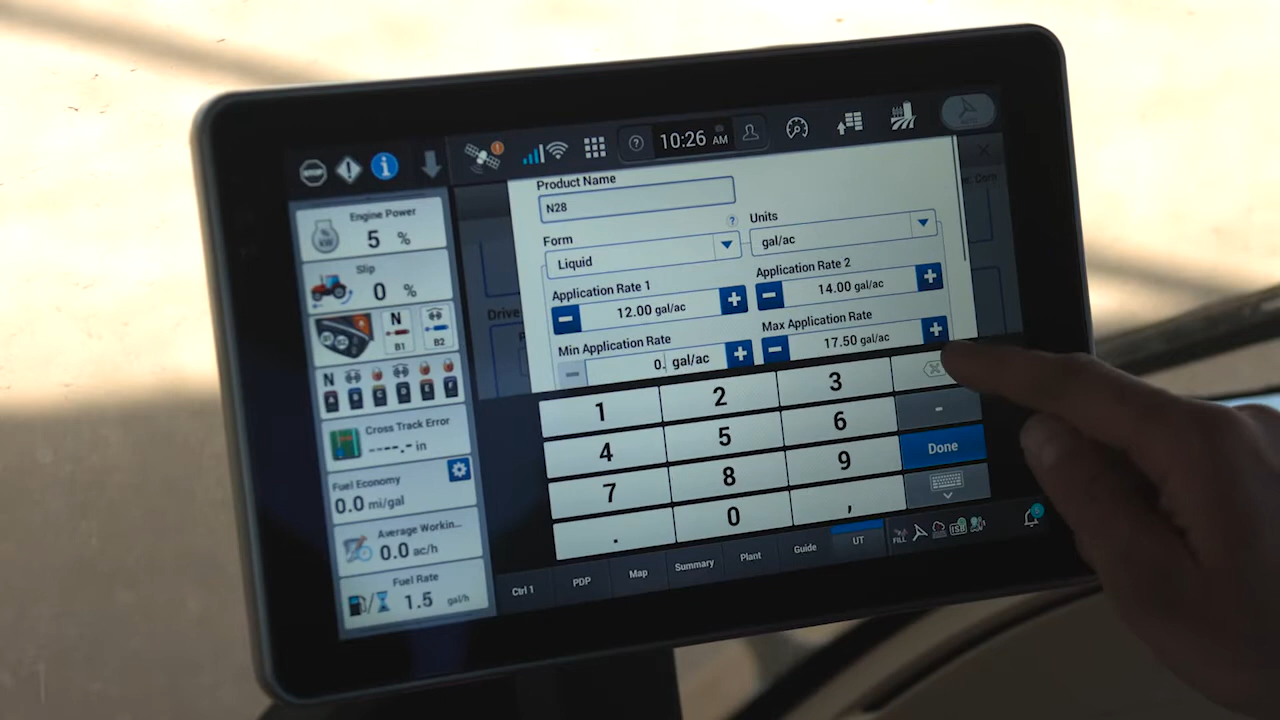 10:26 AM
Engine Power
5 %
Slip
0 %
N
B1
B2
N
A B C D E F
Cross Track Error
----.- in
Fuel Economy
0.0 mi/gal
Average Workin...
0.0 ac/h
Fuel Rate
1.5 gal/h
Product Name
N28
Form
Liquid
Units
gal/ac
Application Rate 1
12.00 gal/ac
Application Rate 2
14.00 gal/ac
Min Application Rate
0. gal/ac
Max Application Rate
17.50 gal/ac
Drive
1 2 3
4 5 6 -
7 8 9 Done
. 0 ,
Ctrl 1
PDP
Map
Summary
Plant
Guide
UT
FILL
5